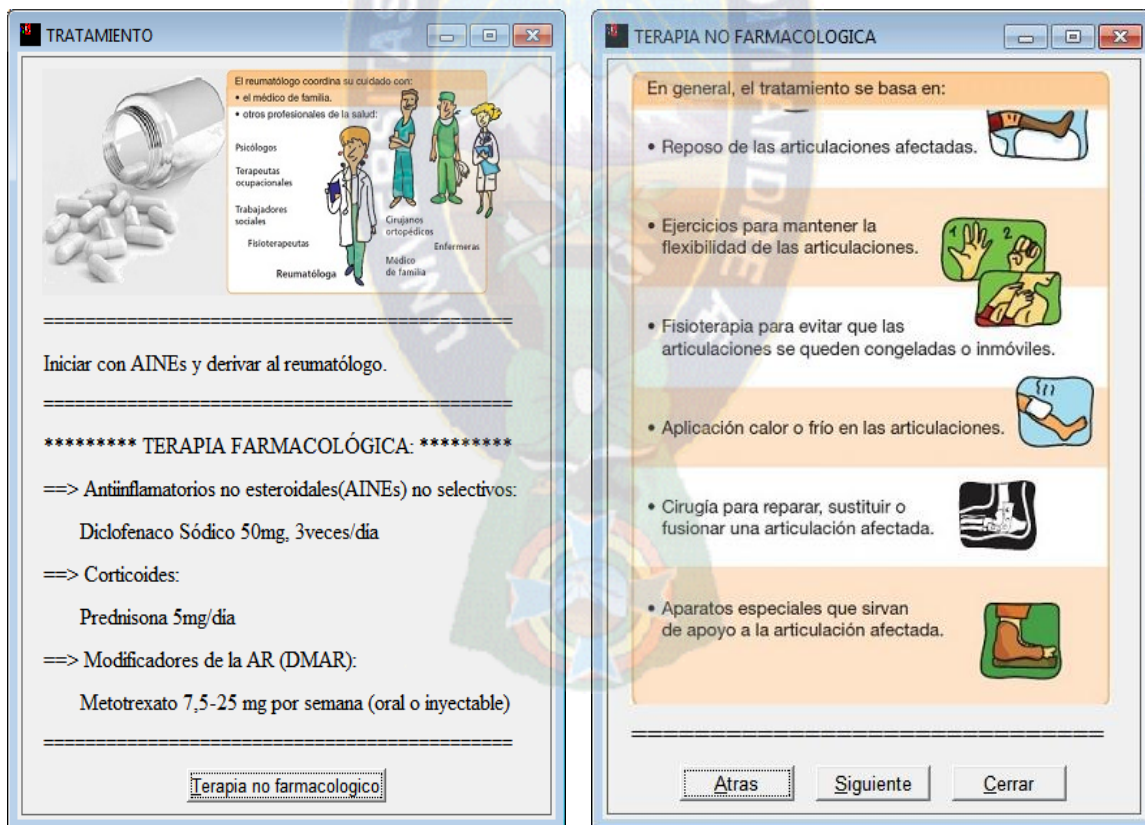 TRATAMIENTO
El reumatólogo coordina su cuidado con:
• el médico de familia.
• otros profesionales de la salud:
Psicólogos
Terapeutas
ocupacionales
Trabajadores
sociales
Fisioterapeutas
Reumatóloga
Cirujanos
ortopédicos
Médico
de familia
Enfermeras
==========================================
Iniciar con AINEs y derivar al reumatólogo.
==========================================
********* TERAPIA FARMACOLÓGICA: *********
==> Antiinflamatorios no esteroidales(AINEs) no selectivos:
Diclofenaco Sódico 50mg, 3veces/día
==> Corticoides:
Prednisona 5mg/día
==> Modificadores de la AR (DMAR):
Metotrexato 7,5-25 mg por semana (oral o inyectable)
==========================================
Terapia no farmacologico
TERAPIA NO FARMACOLOGICA
En general, el tratamiento se basa en:
• Reposo de las articulaciones afectadas.
• Ejercicios para mantener la
flexibilidad de las articulaciones.
1 2
• Fisioterapia para evitar que las
articulaciones se queden congeladas o inmóviles.
• Aplicación calor o frío en las articulaciones.
• Cirugía para reparar, sustituir o
fusionar una articulación afectada.
• Aparatos especiales que sirvan
de apoyo a la articulación afectada.
==================================
Atras
Siguiente
Cerrar